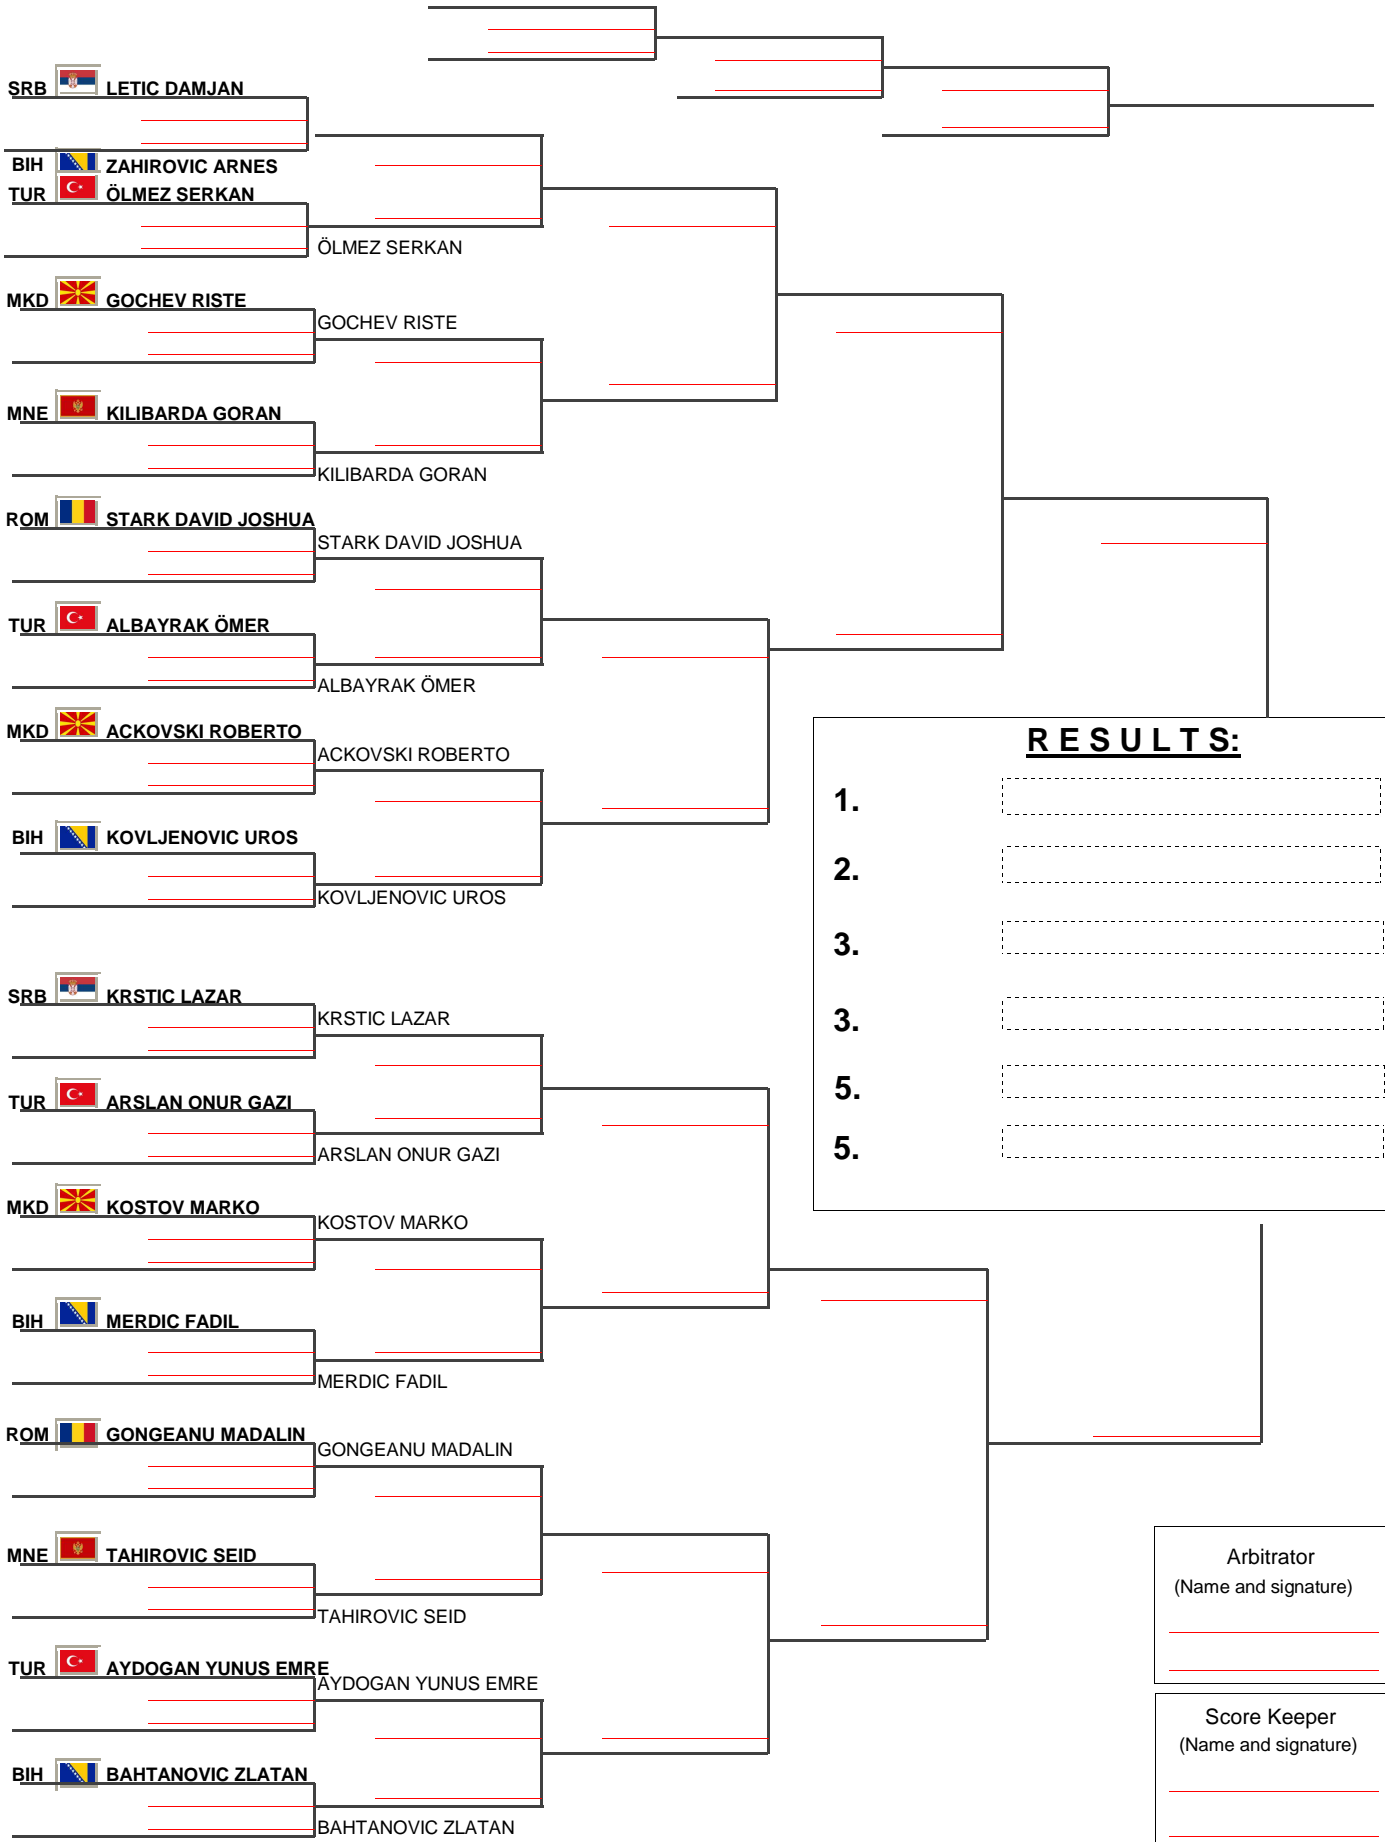 SRB LETIC DAMJAN
BIH ZAHIROVIC ARNES
TUR ÖLMEZ SERKAN
ÖLMEZ SERKAN
MKD GOCHEV RISTE
GOCHEV RISTE
MNE KILIBARDA GORAN
KILIBARDA GORAN
ROM STARK DAVID JOSHUA
STARK DAVID JOSHUA
TUR ALBAYRAK ÖMER
ALBAYRAK ÖMER
MKD ACKOVSKI ROBERTO
ACKOVSKI ROBERTO
BIH KOVLJENOVIC UROS
KOVLJENOVIC UROS
SRB KRSTIC LAZAR
KRSTIC LAZAR
TUR ARSLAN ONUR GAZI
ARSLAN ONUR GAZI
MKD KOSTOV MARKO
KOSTOV MARKO
BIH MERDIC FADIL
MERDIC FADIL
ROM GONGEANU MADALIN
GONGEANU MADALIN
MNE TAHIROVIC SEID
TAHIROVIC SEID
TUR AYDOGAN YUNUS EMRE
AYDOGAN YUNUS EMRE
BIH BAHTANOVIC ZLATAN
BAHTANOVIC ZLATAN
R E S U L T S:
1.
2.
3.
3.
5.
5.
Arbitrator
(Name and signature)
Score Keeper
(Name and signature)